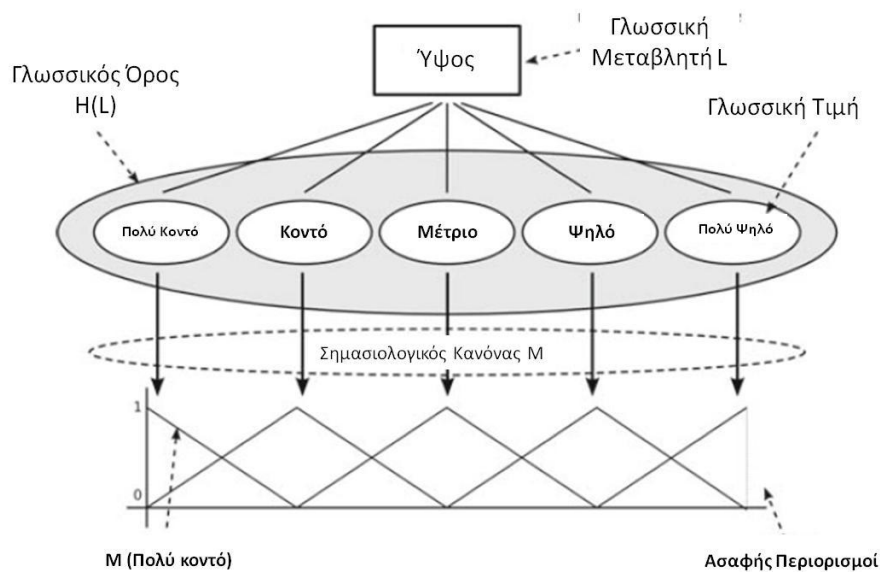 Γλωσσική
Μεταβλητή L
Ύψος
Γλωσσικός Όρος
H(L)
Γλωσσική Τιμή
Πολύ Κοντό
Κοντό
Μέτριο
Ψηλό
Πολύ Ψηλό
Σημασιολογικός Κανόνας Μ
1
0
Μ (Πολύ κοντό)
Ασαφής Περιορισμοί